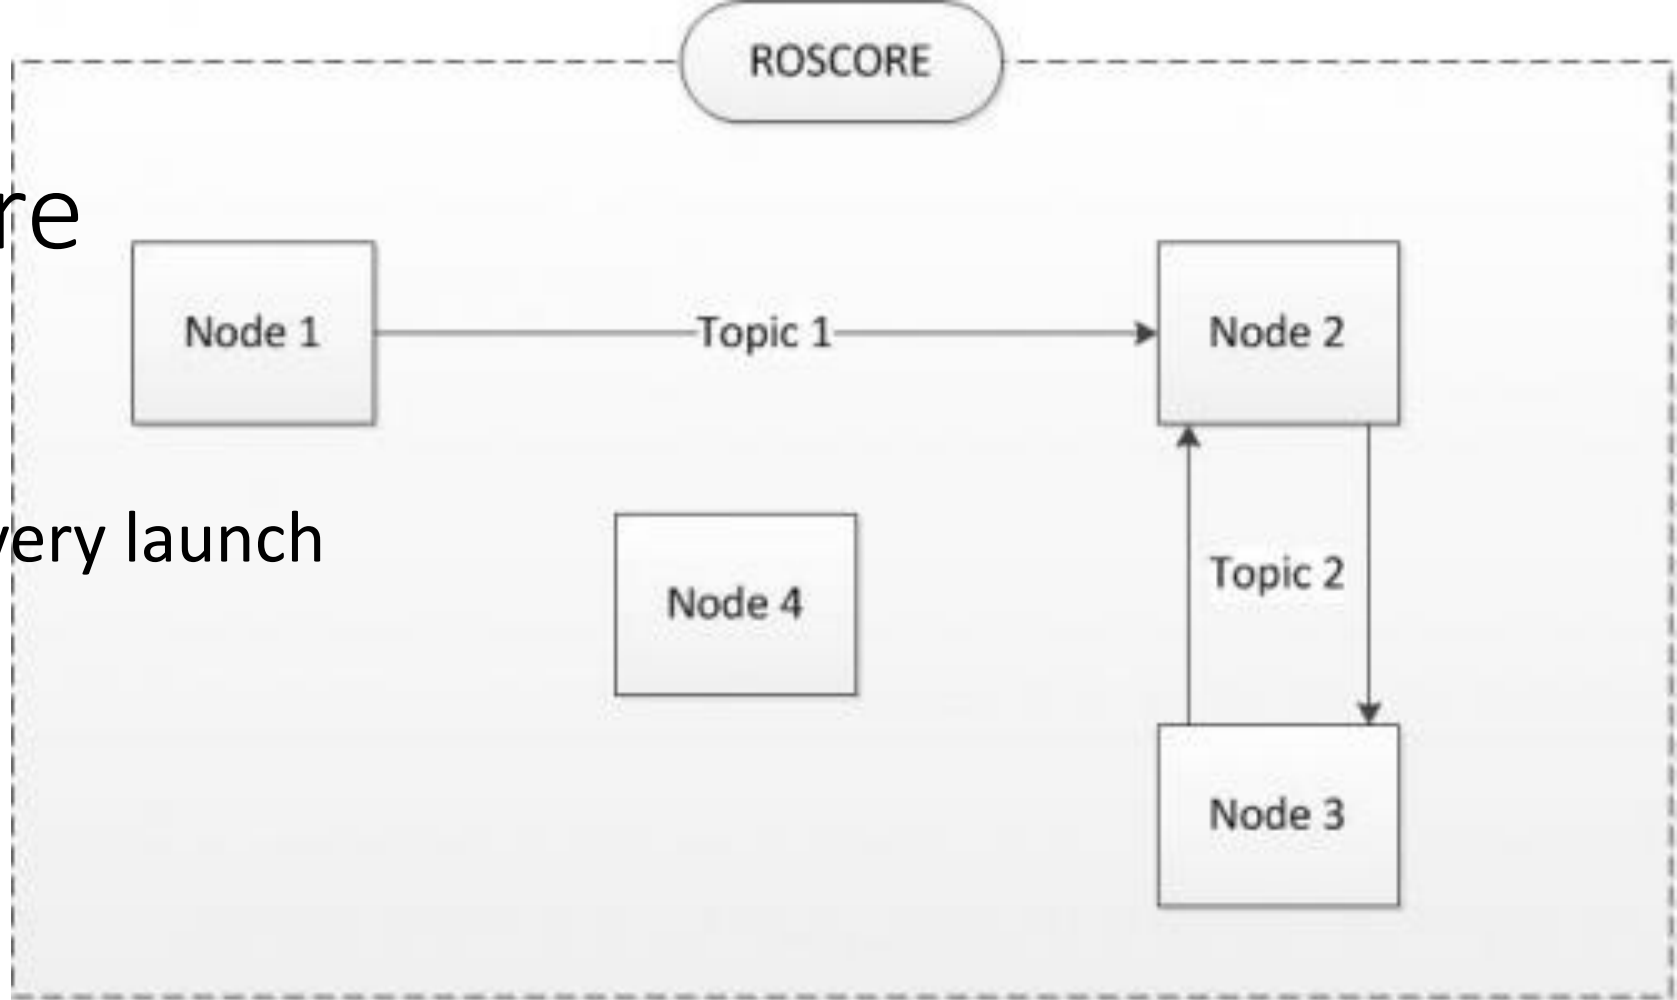 ROSCORE
re
Node 1
Topic 1
Node 2
very launch
Node 4
Topic 2
Node 3